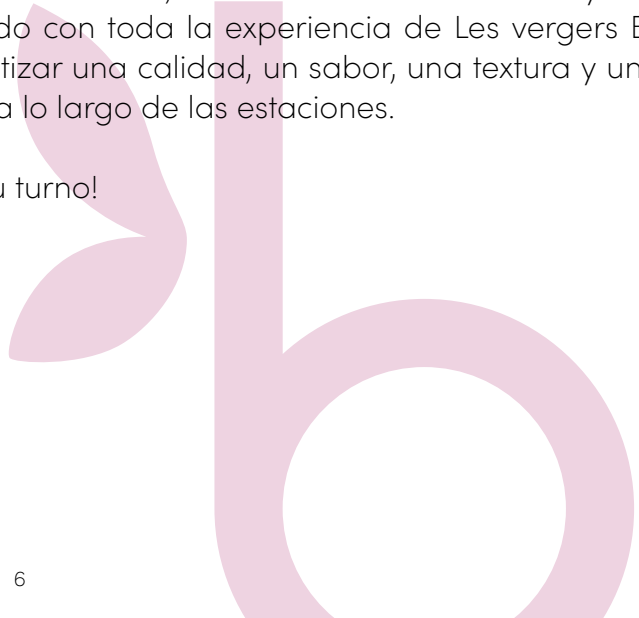 do con toda la experiencia de Les vergers B
tizar una calidad, un sabor, una textura y un
a lo largo de las estaciones.
u turno!
6